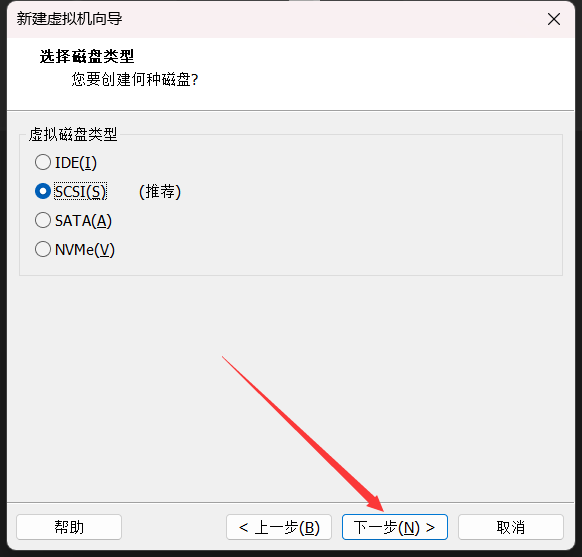 新建虚拟机向导
选择磁盘类型
您要创建何种磁盘?
虚拟磁盘类型
IDE(I)
SCSI(S) (推荐)
SATA(A)
NVMe(V)
帮助 < 上一步(B) 下一步(N) > 取消